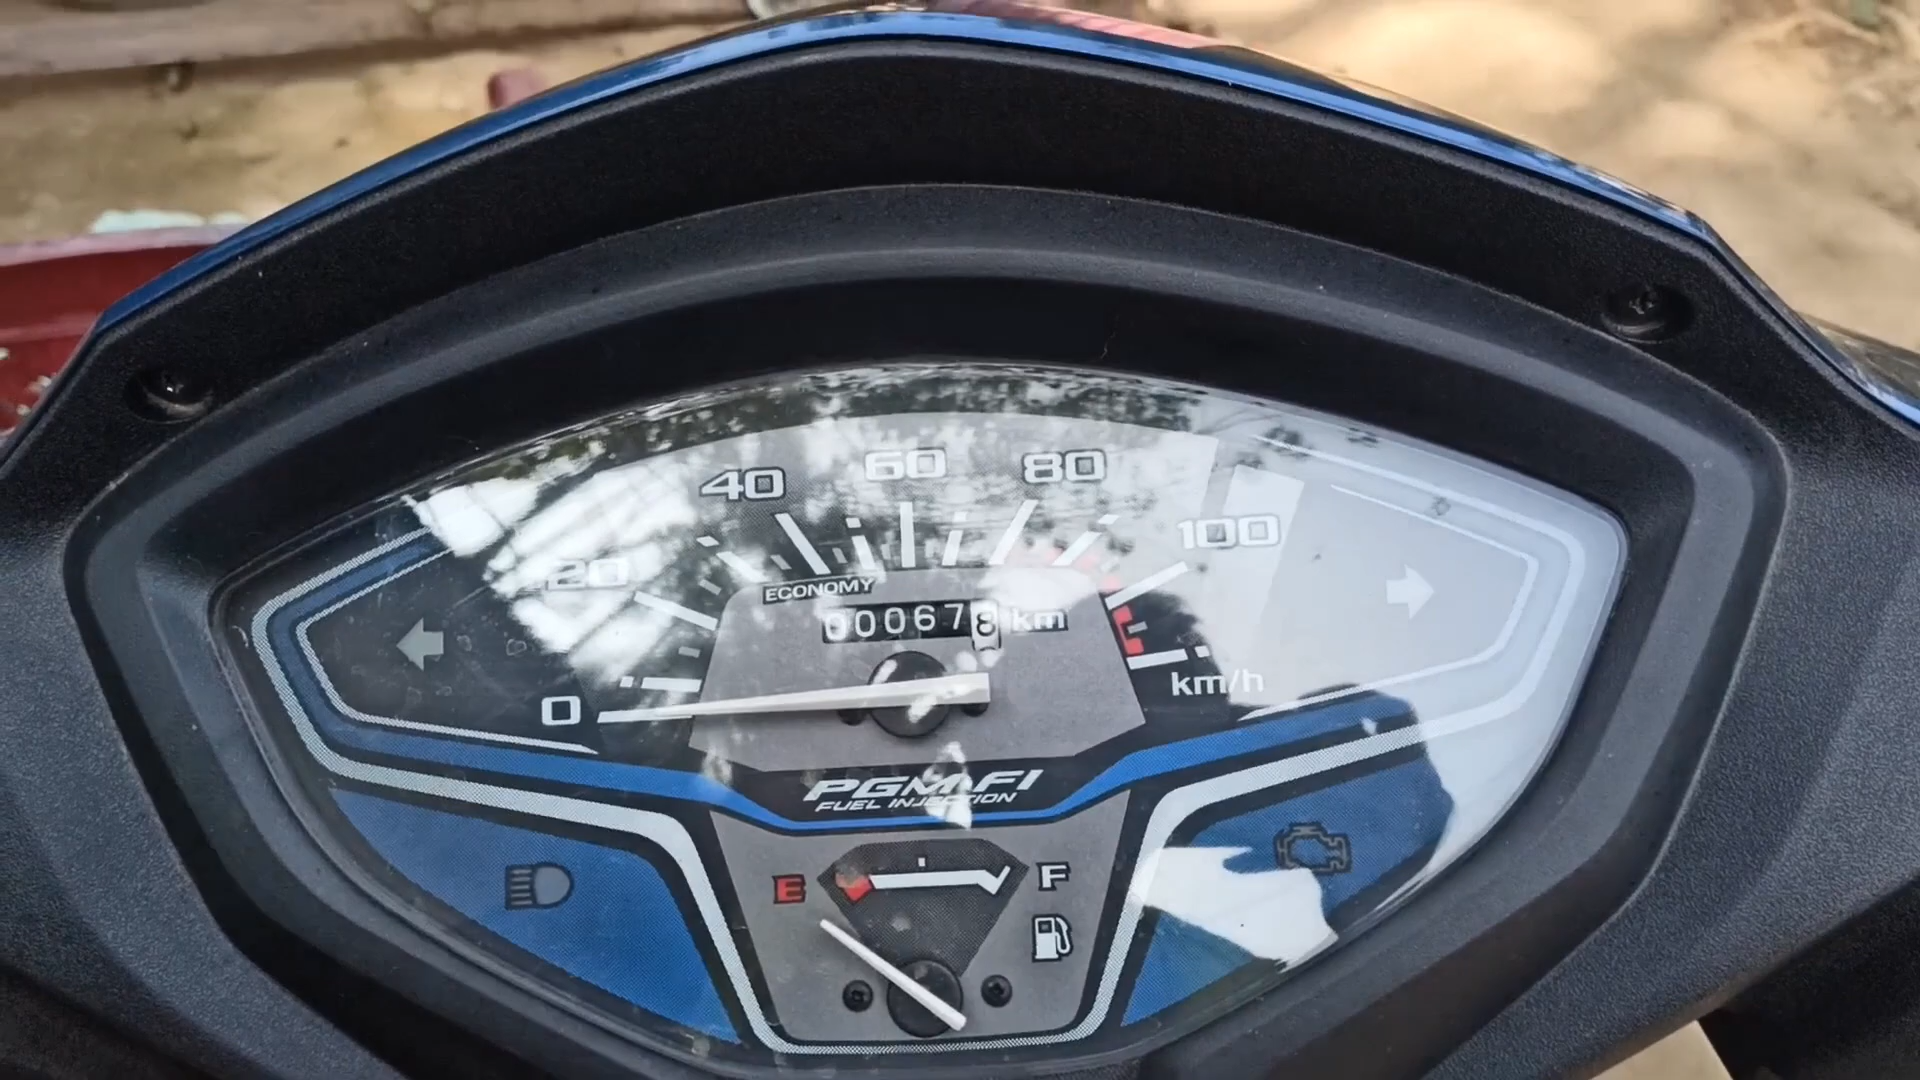 40 60 80
20 100
ECONOMY
000678 km
0 km/h
PGM-FI
FUEL INJECTION
E F